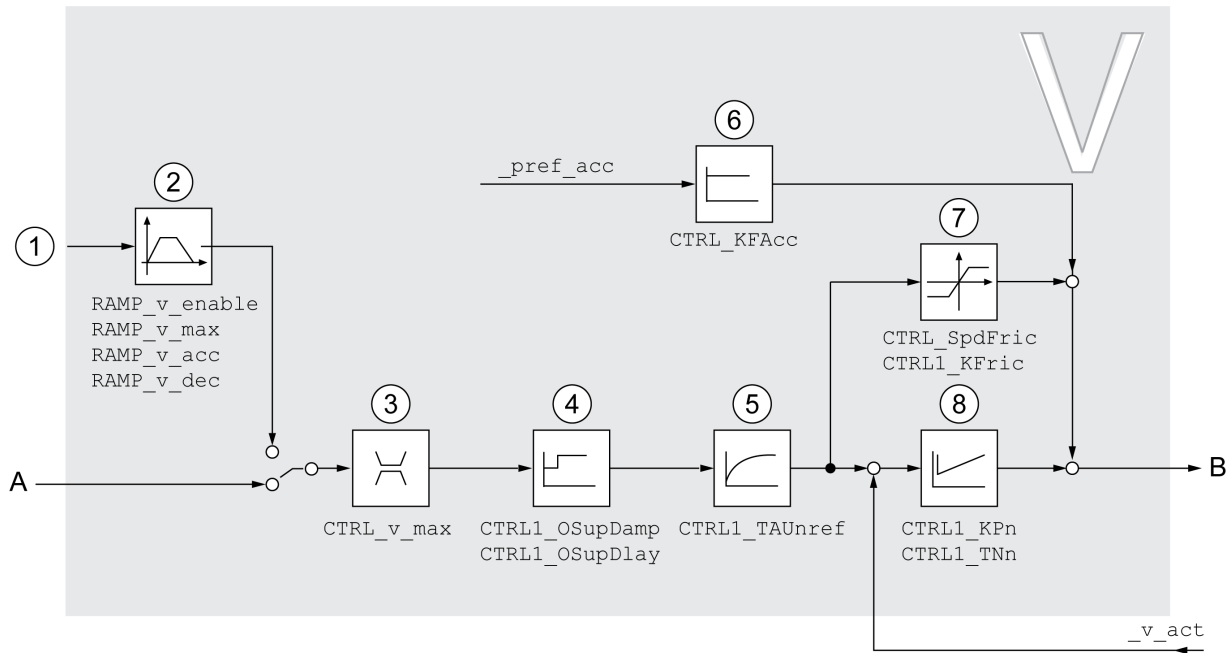 V
6
_pref_acc
CTRL_KFAcc
2
1
RAMP_v_enable
RAMP_v_max
RAMP_v_acc
RAMP_v_dec
7
CTRL_SpdFric
CTRL1_KFric
3
4
5
8
A
B
CTRL_v_max
CTRL1_OSupDamp
CTRL1_OSupDlay
CTRL1_TAUnref
CTRL1_KPn
CTRL1_TNn
_v_act